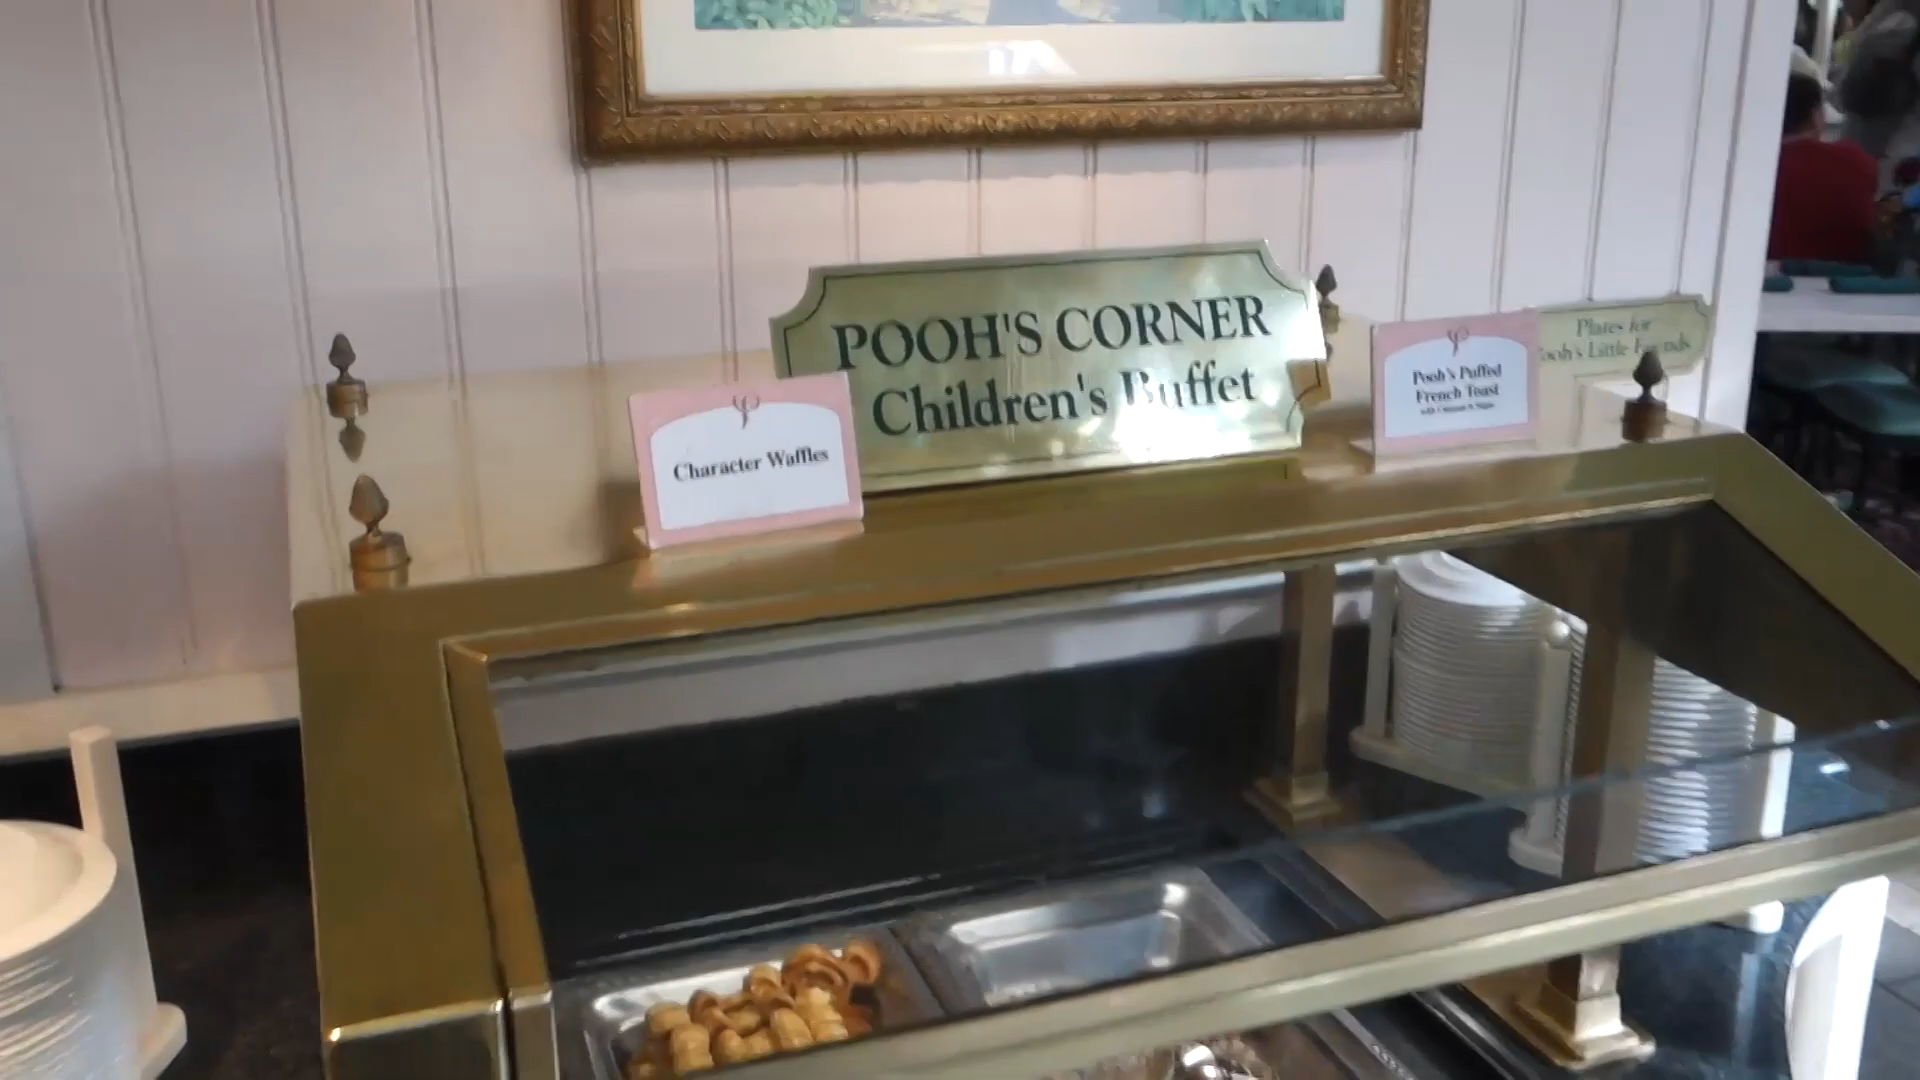 POOH'S CORNER
Children's Buffet
Character Waffles
Pooh's Puffed
French Toast
Plates for
Pooh's Little Friends